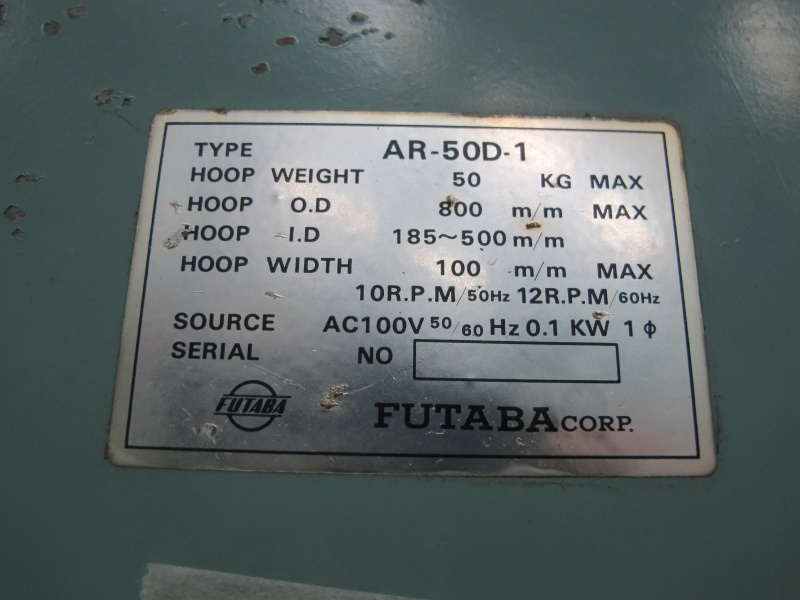 TYPE AR-50D-1
HOOP WEIGHT 50 KG MAX
HOOP O.D 800 m/m MAX
HOOP I.D 185~500 m/m
HOOP WIDTH 100 m/m MAX
10R.P.M/50Hz 12R.P.M/60Hz
SOURCE AC100V 50/60 Hz 0.1 KW 1 ϕ
SERIAL NO
FUTABA FUTABA CORP.